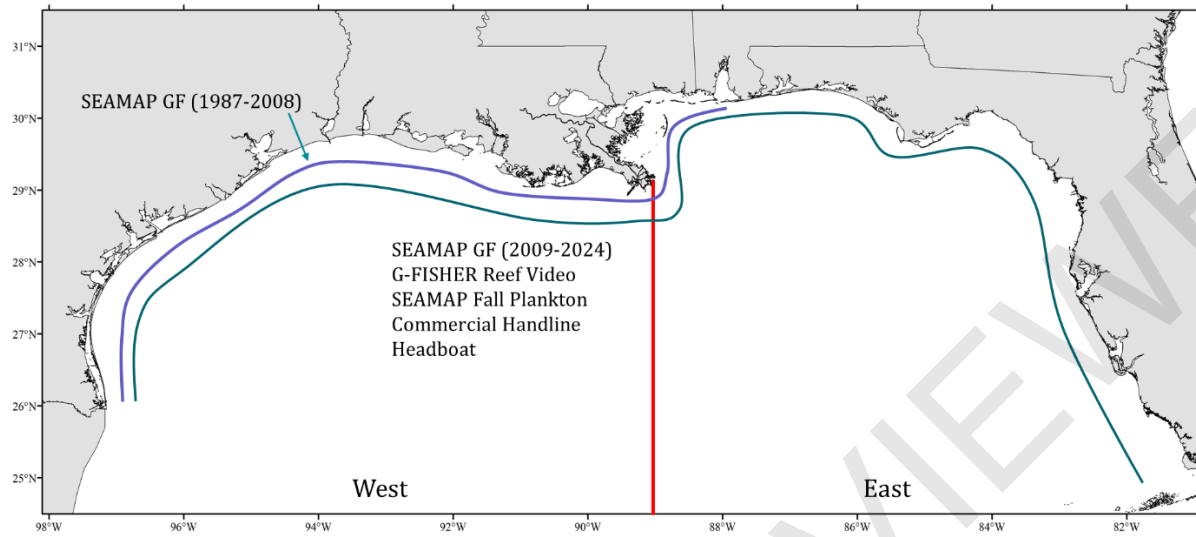 31°N
30°N
29°N
28°N
27°N
26°N
25°N
SEAMAP GF (1987-2008)
SEAMAP GF (2009-2024)
G-FISHER Reef Video
SEAMAP Fall Plankton
Commercial Handline
Headboat
West
East
98°W 96°W 94°W 92°W 90°W 88°W 86°W 84°W 82°W